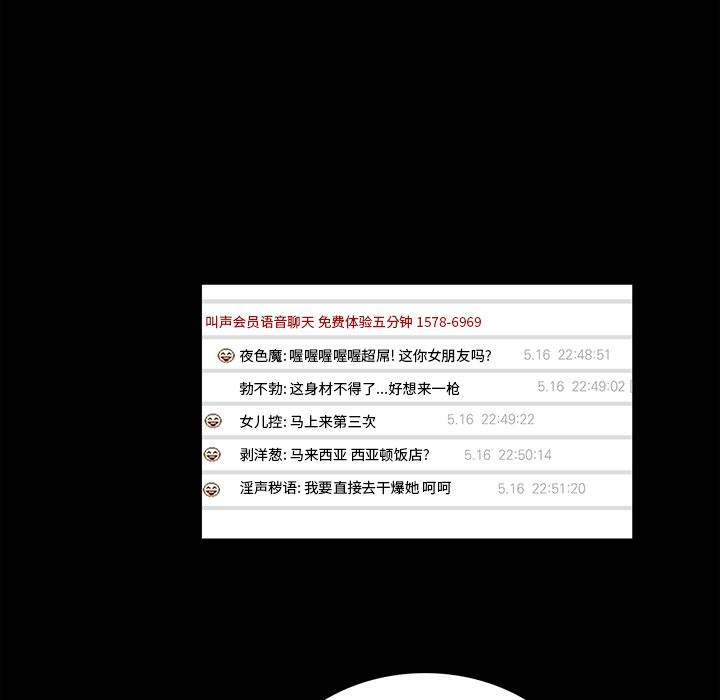 叫声会员语音聊天 免费体验五分钟 1578-6969
夜色魔: 喔喔喔喔喔超屌! 这你女朋友吗? 5.16 22:48:51
勃不勃: 这身材不得了...好想来一枪 5.16 22:49:02
女儿控: 马上来第三次 5.16 22:49:22
剥洋葱: 马来西亚 西亚顿饭店? 5.16 22:50:14
淫声秽语: 我要直接去干爆她 呵呵 5.16 22:51:20